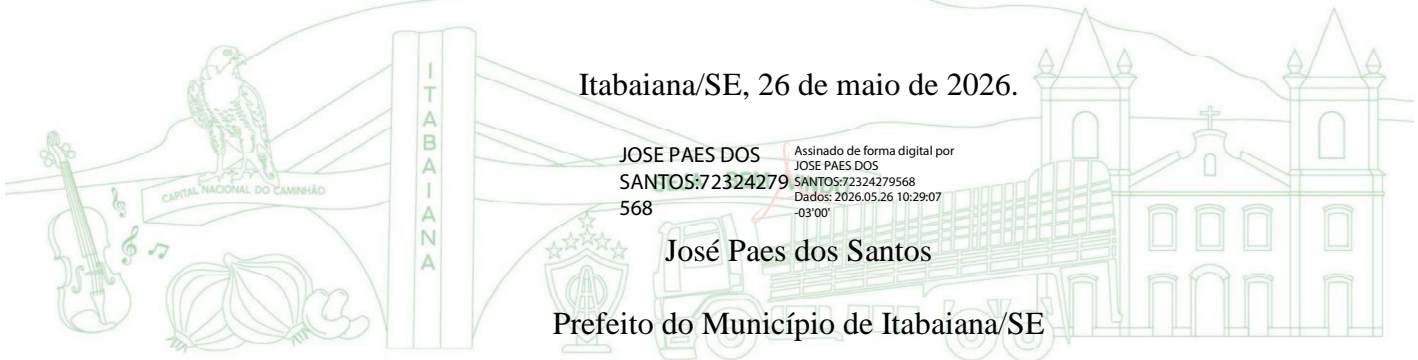 Itabaiana/SE, 26 de maio de 2026.
JOSE PAES DOS
SANTOS:72324279
568
Assinado de forma digital por
JOSE PAES DOS
SANTOS:72324279568
Dados: 2026.05.26 10:29:07
-03'00'
José Paes dos Santos
Prefeito do Município de Itabaiana/SE
ITABAIANA
CAPITAL NACIONAL DO CAMINHÃO